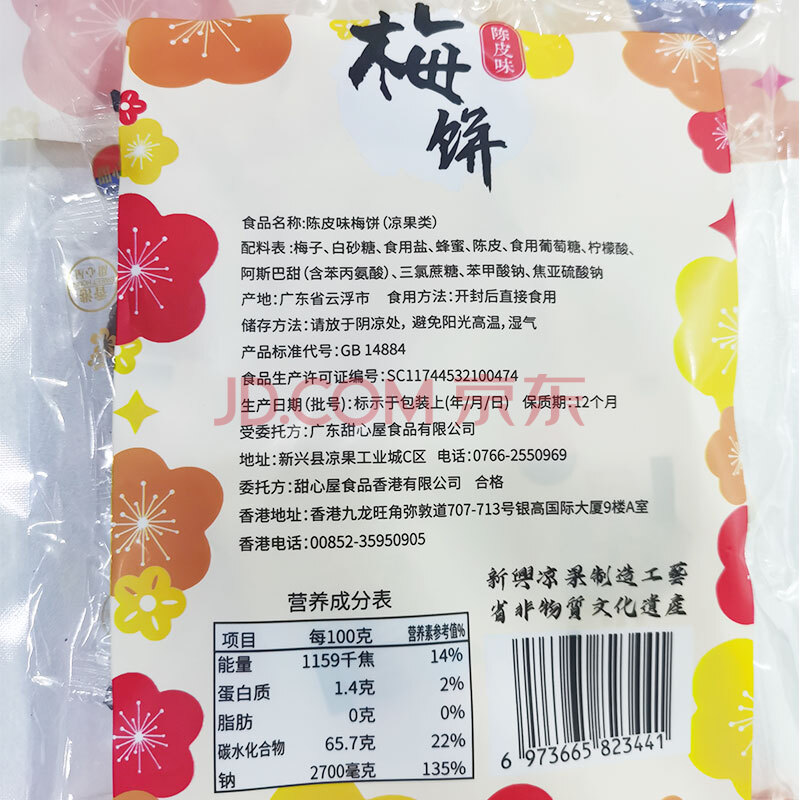 梅饼
陈皮味
食品名称:陈皮味梅饼(凉果类)
配料表:梅子、白砂糖、食用盐、蜂蜜、陈皮、食用葡萄糖、柠檬酸、
阿斯巴甜(含苯丙氨酸)、三氯蔗糖、苯甲酸钠、焦亚硫酸钠
产地:广东省云浮市 食用方法:开封后直接食用
储存方法:请放于阴凉处,避免阳光高温,湿气
产品标准代号:GB 14884
食品生产许可证编号:SC11744532100474
JD.COM 京东
生产日期(批号):标示于包装上(年/月/日) 保质期:12个月
受委托方:广东甜心屋食品有限公司
地址:新兴县凉果工业城C区 电话:0766-2550969
委托方:甜心屋食品香港有限公司 合格
香港地址:香港九龙旺角弥敦道707-713号银高国际大厦9楼A室
香港电话:00852-35950905
新興凉果制造工藝
省非物質文化遺産
营养成分表
项目 每100克 营养素参考值%
能量 1159千焦 14%
蛋白质 1.4克 2%
脂肪 0克 0%
碳水化合物 65.7克 22%
钠 2700毫克 135%
6 973665 823441